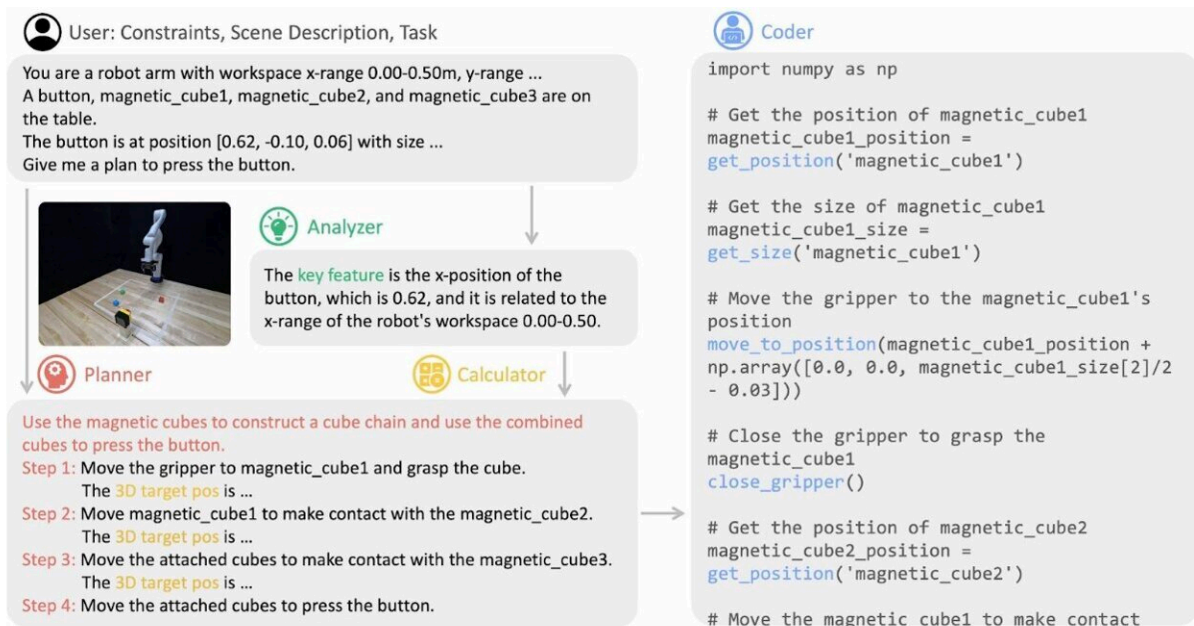 User: Constraints, Scene Description, Task
You are a robot arm with workspace x-range 0.00-0.50m, y-range ...
A button, magnetic_cube1, magnetic_cube2, and magnetic_cube3 are on
the table.
The button is at position [0.62, -0.10, 0.06] with size ...
Give me a plan to press the button.
Analyzer
The key feature is the x-position of the
button, which is 0.62, and it is related to the
x-range of the robot's workspace 0.00-0.50.
Planner
Calculator
Use the magnetic cubes to construct a cube chain and use the combined
cubes to press the button.
Step 1: Move the gripper to magnetic_cube1 and grasp the cube.
The 3D target pos is ...
Step 2: Move magnetic_cube1 to make contact with the magnetic_cube2.
The 3D target pos is ...
Step 3: Move the attached cubes to make contact with the magnetic_cube3.
The 3D target pos is ...
Step 4: Move the attached cubes to press the button.
Coder
import numpy as np
# Get the position of magnetic_cube1
magnetic_cube1_position =
get_position('magnetic_cube1')
# Get the size of magnetic_cube1
magnetic_cube1_size =
get_size('magnetic_cube1')
# Move the gripper to the magnetic_cube1's
position
move_to_position(magnetic_cube1_position +
np.array([0.0, 0.0, magnetic_cube1_size[2]/2
- 0.03]))
# Close the gripper to grasp the
magnetic_cube1
close_gripper()
# Get the position of magnetic_cube2
magnetic_cube2_position =
get_position('magnetic_cube2')
# Move the magnetic_cube1 to make contact